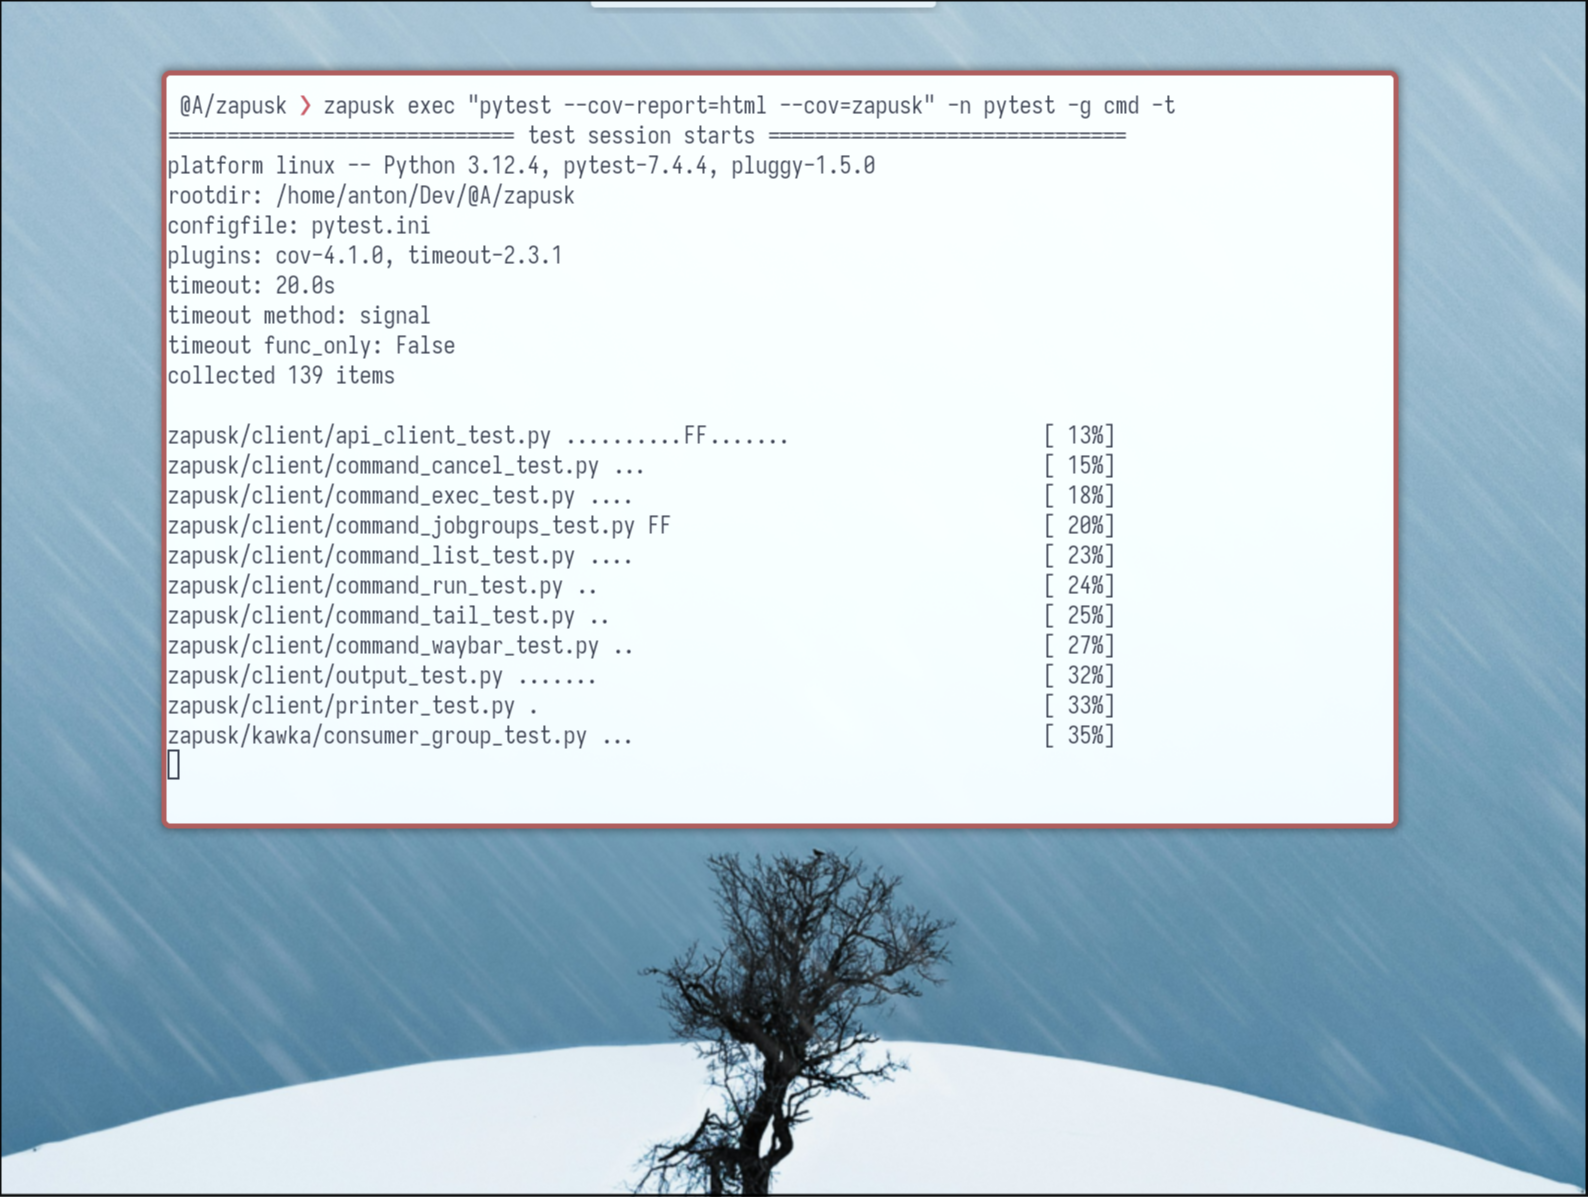 @A/zapusk ❯ zapusk exec "pytest --cov-report=html --cov=zapusk" -n pytest -g cmd -t
============================= test session starts ==============================
platform linux -- Python 3.12.4, pytest-7.4.4, pluggy-1.5.0
rootdir: /home/anton/Dev/@A/zapusk
configfile: pytest.ini
plugins: cov-4.1.0, timeout-2.3.1
timeout: 20.0s
timeout method: signal
timeout func_only: False
collected 139 items
zapusk/client/api_client_test.py ..........FF....... [ 13%]
zapusk/client/command_cancel_test.py ... [ 15%]
zapusk/client/command_exec_test.py .... [ 18%]
zapusk/client/command_jobgroups_test.py FF [ 20%]
zapusk/client/command_list_test.py .... [ 23%]
zapusk/client/command_run_test.py .. [ 24%]
zapusk/client/command_tail_test.py .. [ 25%]
zapusk/client/command_waybar_test.py .. [ 27%]
zapusk/client/output_test.py ....... [ 32%]
zapusk/client/printer_test.py . [ 33%]
zapusk/kawka/consumer_group_test.py ... [ 35%]